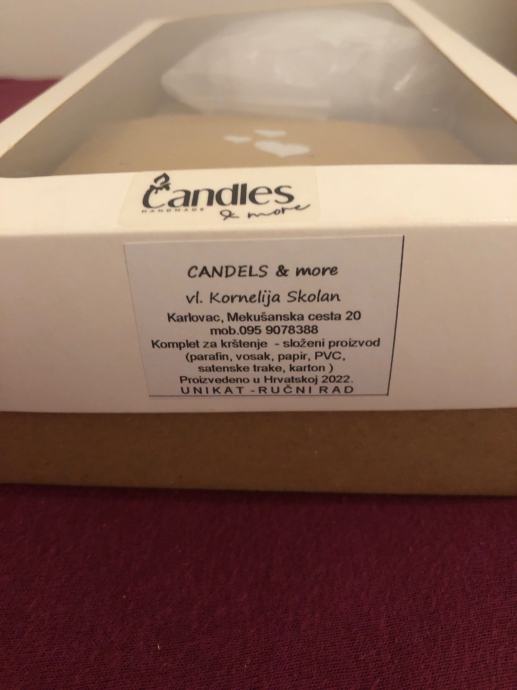 Candles
HANDMADE
& more
CANDELS & more
vl. Kornelija Skolan
Karlovac, Mekušanska cesta 20
mob.095 9078388
Komplet za krštenje - složeni proizvod
(parafin, vosak, papir, PVC,
satenske trake, karton )
Proizvedeno u Hrvatskoj 2022.
UNIKAT - RUČNI RAD